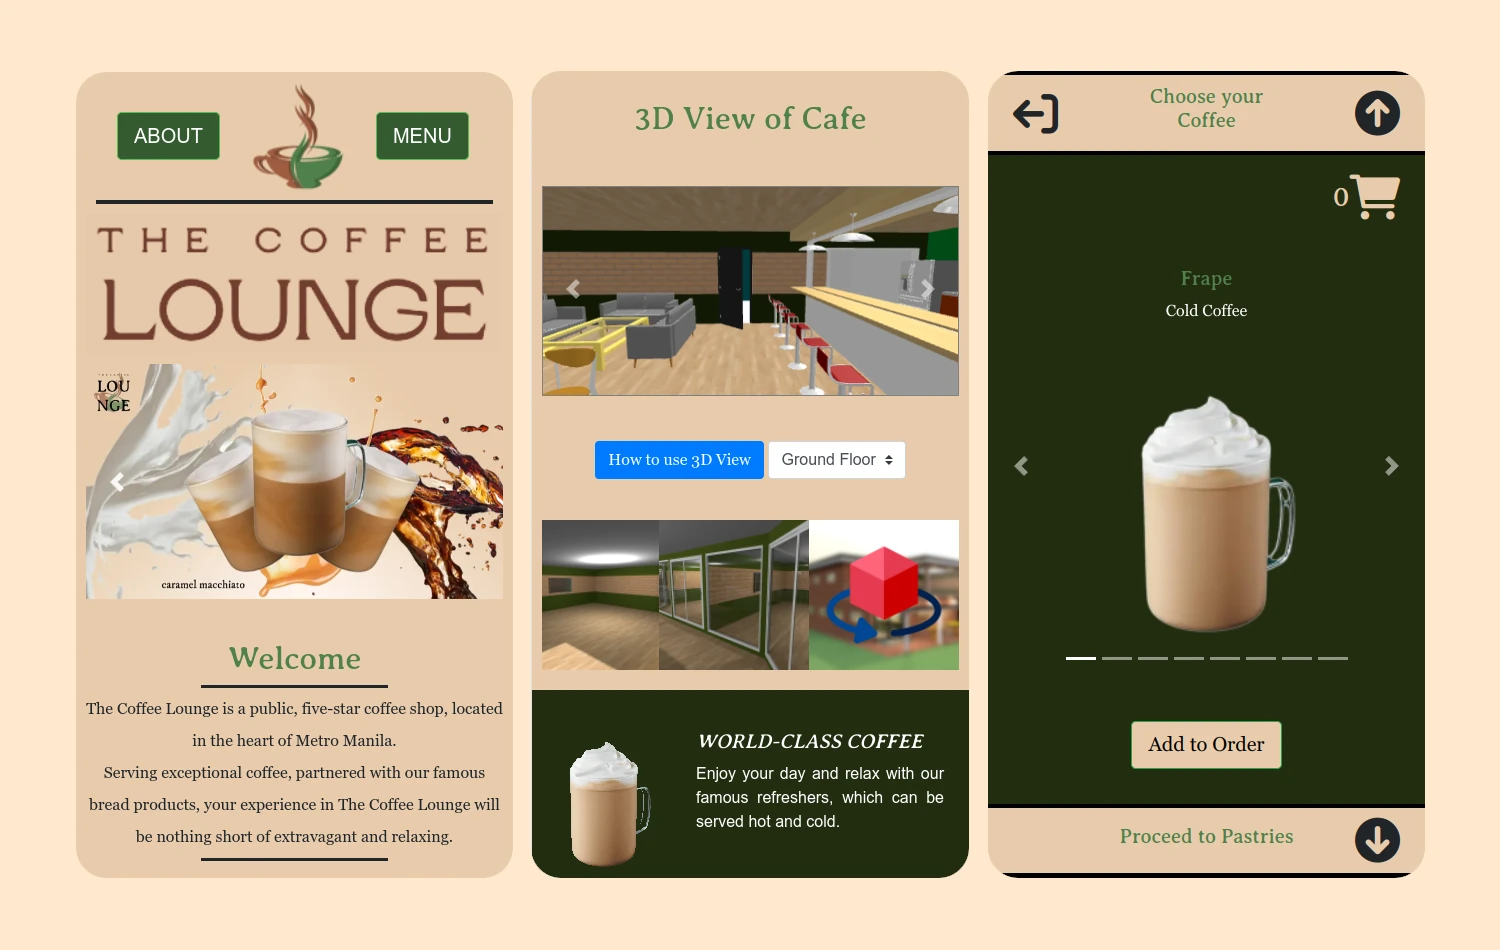 ABOUT
MENU
THE COFFEE
LOUNGE
LOU
NGE
caramel macchiato
Welcome
The Coffee Lounge is a public, five-star coffee shop, located
in the heart of Metro Manila.
Serving exceptional coffee, partnered with our famous
bread products, your experience in The Coffee Lounge will
be nothing short of extravagant and relaxing.
3D View of Cafe
How to use 3D View
Ground Floor
WORLD-CLASS COFFEE
Enjoy your day and relax with our
famous refreshers, which can be
served hot and cold.
Choose your
Coffee
0
Frape
Cold Coffee
Add to Order
Proceed to Pastries